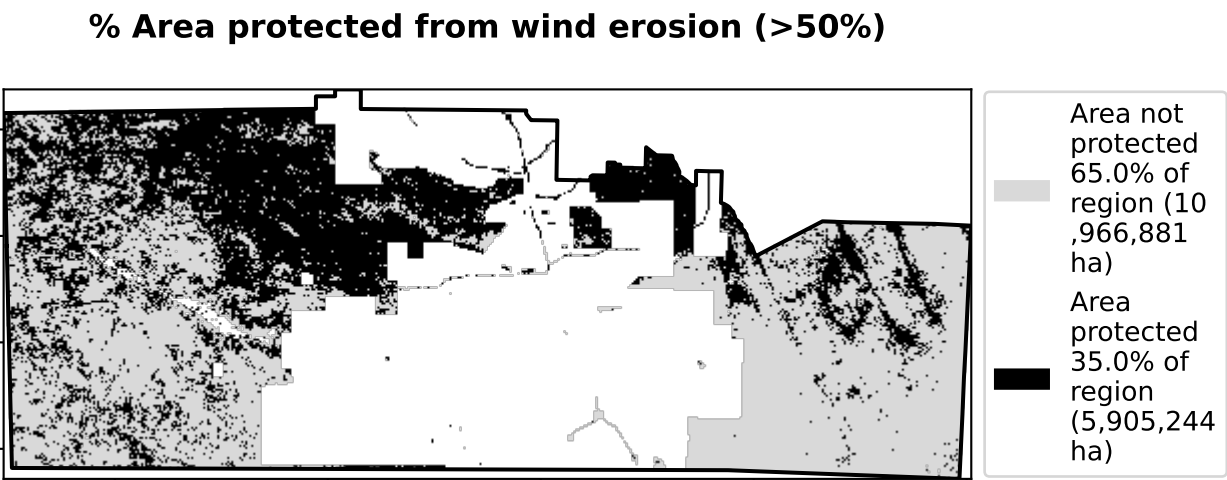 % Area protected from wind erosion (>50%)
Area not
protected
65.0% of
region (10
,966,881
ha)
Area
protected
35.0% of
region
(5,905,244
ha)